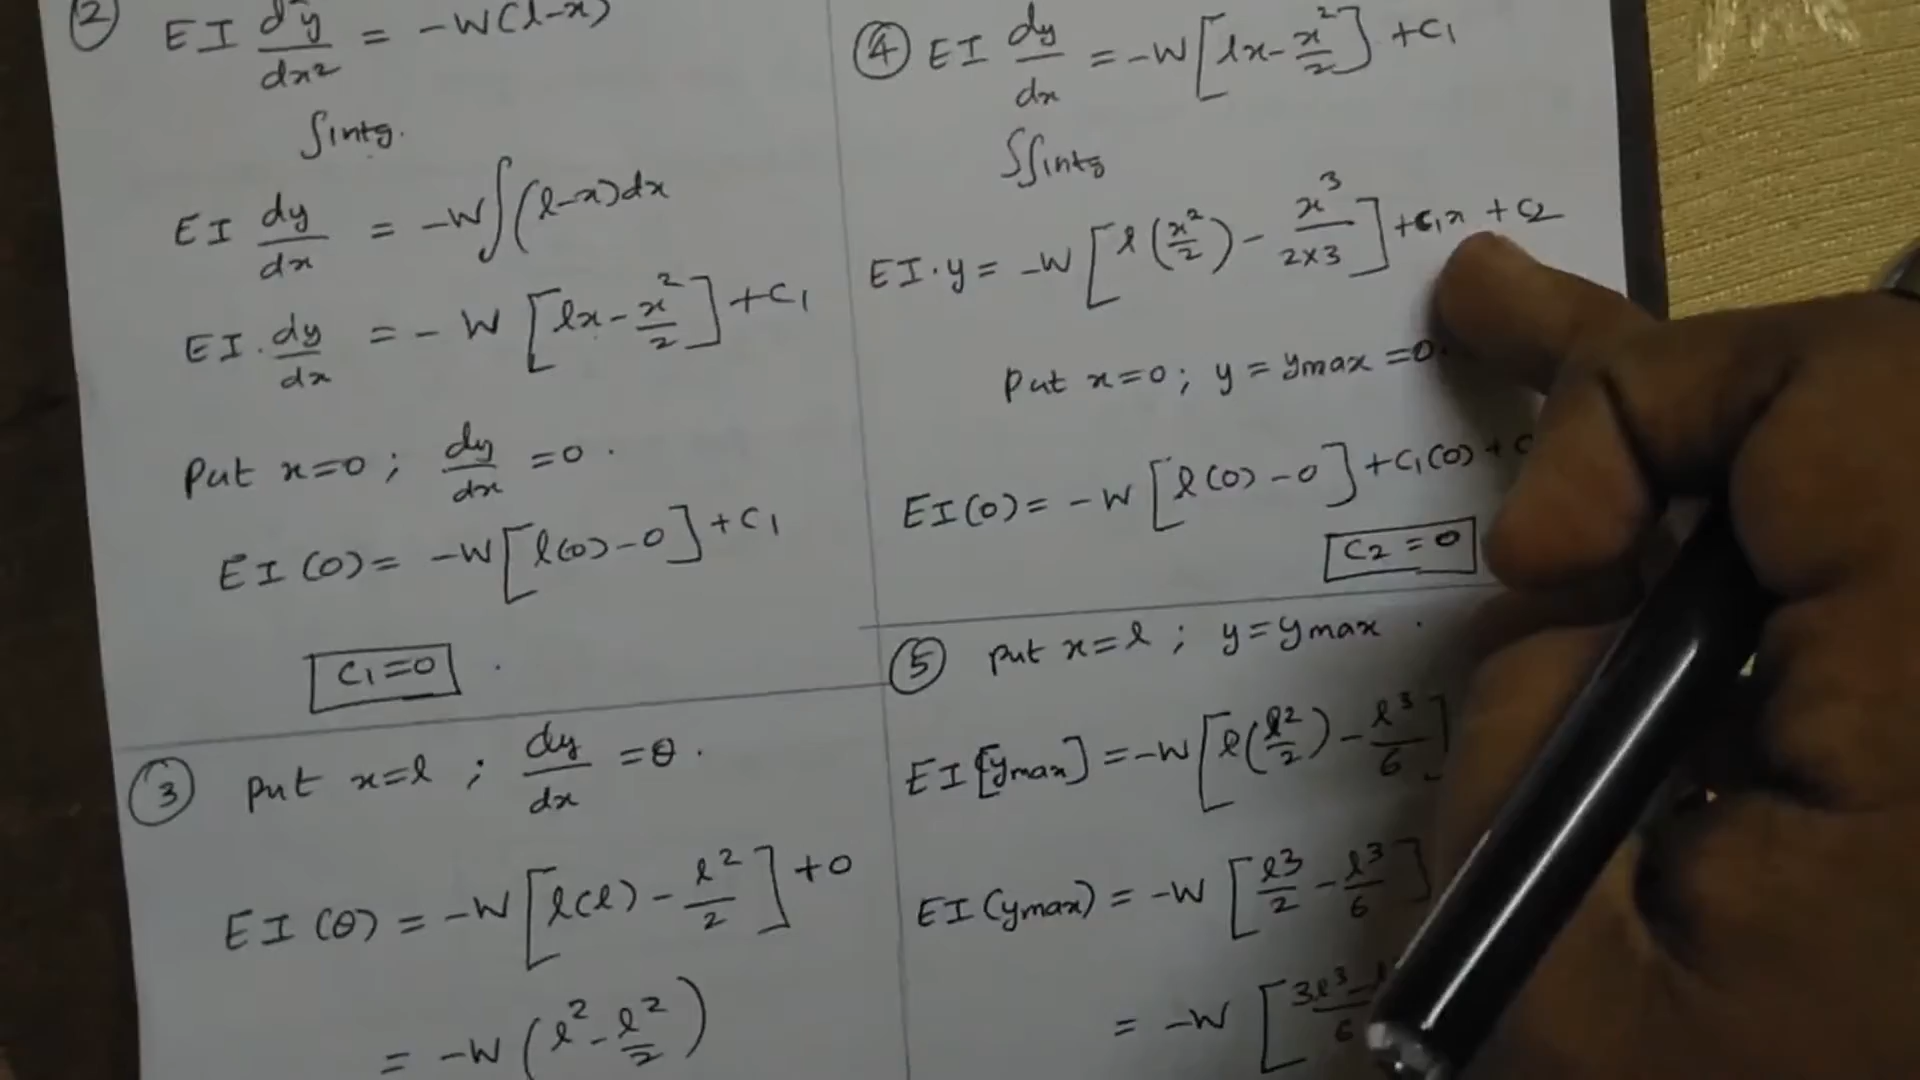 ② EI d²y/dx² = -W(l-x)
∫intg.
EI dy/dx = -W∫(l-x)dx
EI. dy/dx = -W [lx - x²/2] + C₁
Put x=0 ; dy/dx = 0 .
EI(0) = -W [l(0) - 0] + C₁
C₁ = 0 .
③ Put x=l ; dy/dx = θ .
EI(θ) = -W [l(l) - l²/2] + 0
= -W (l² - l²/2)
④ EI dy/dx = -W [lx - x²/2] + C₁
∫∫intg
EI.y = -W [l(x²/2) - x³/2×3] + C₁x + C₂
Put x=0 ; y = ymax = 0.
EI(0) = -W [l(0) - 0] + C₁(0) + C
C₂ = 0
⑤ Put x=l ; y = ymax .
EI[ymax] = -W [l(l²/2) - l³/6]
EI(ymax) = -W [l³/2 - l³/6]
= -W [3l³ - /6